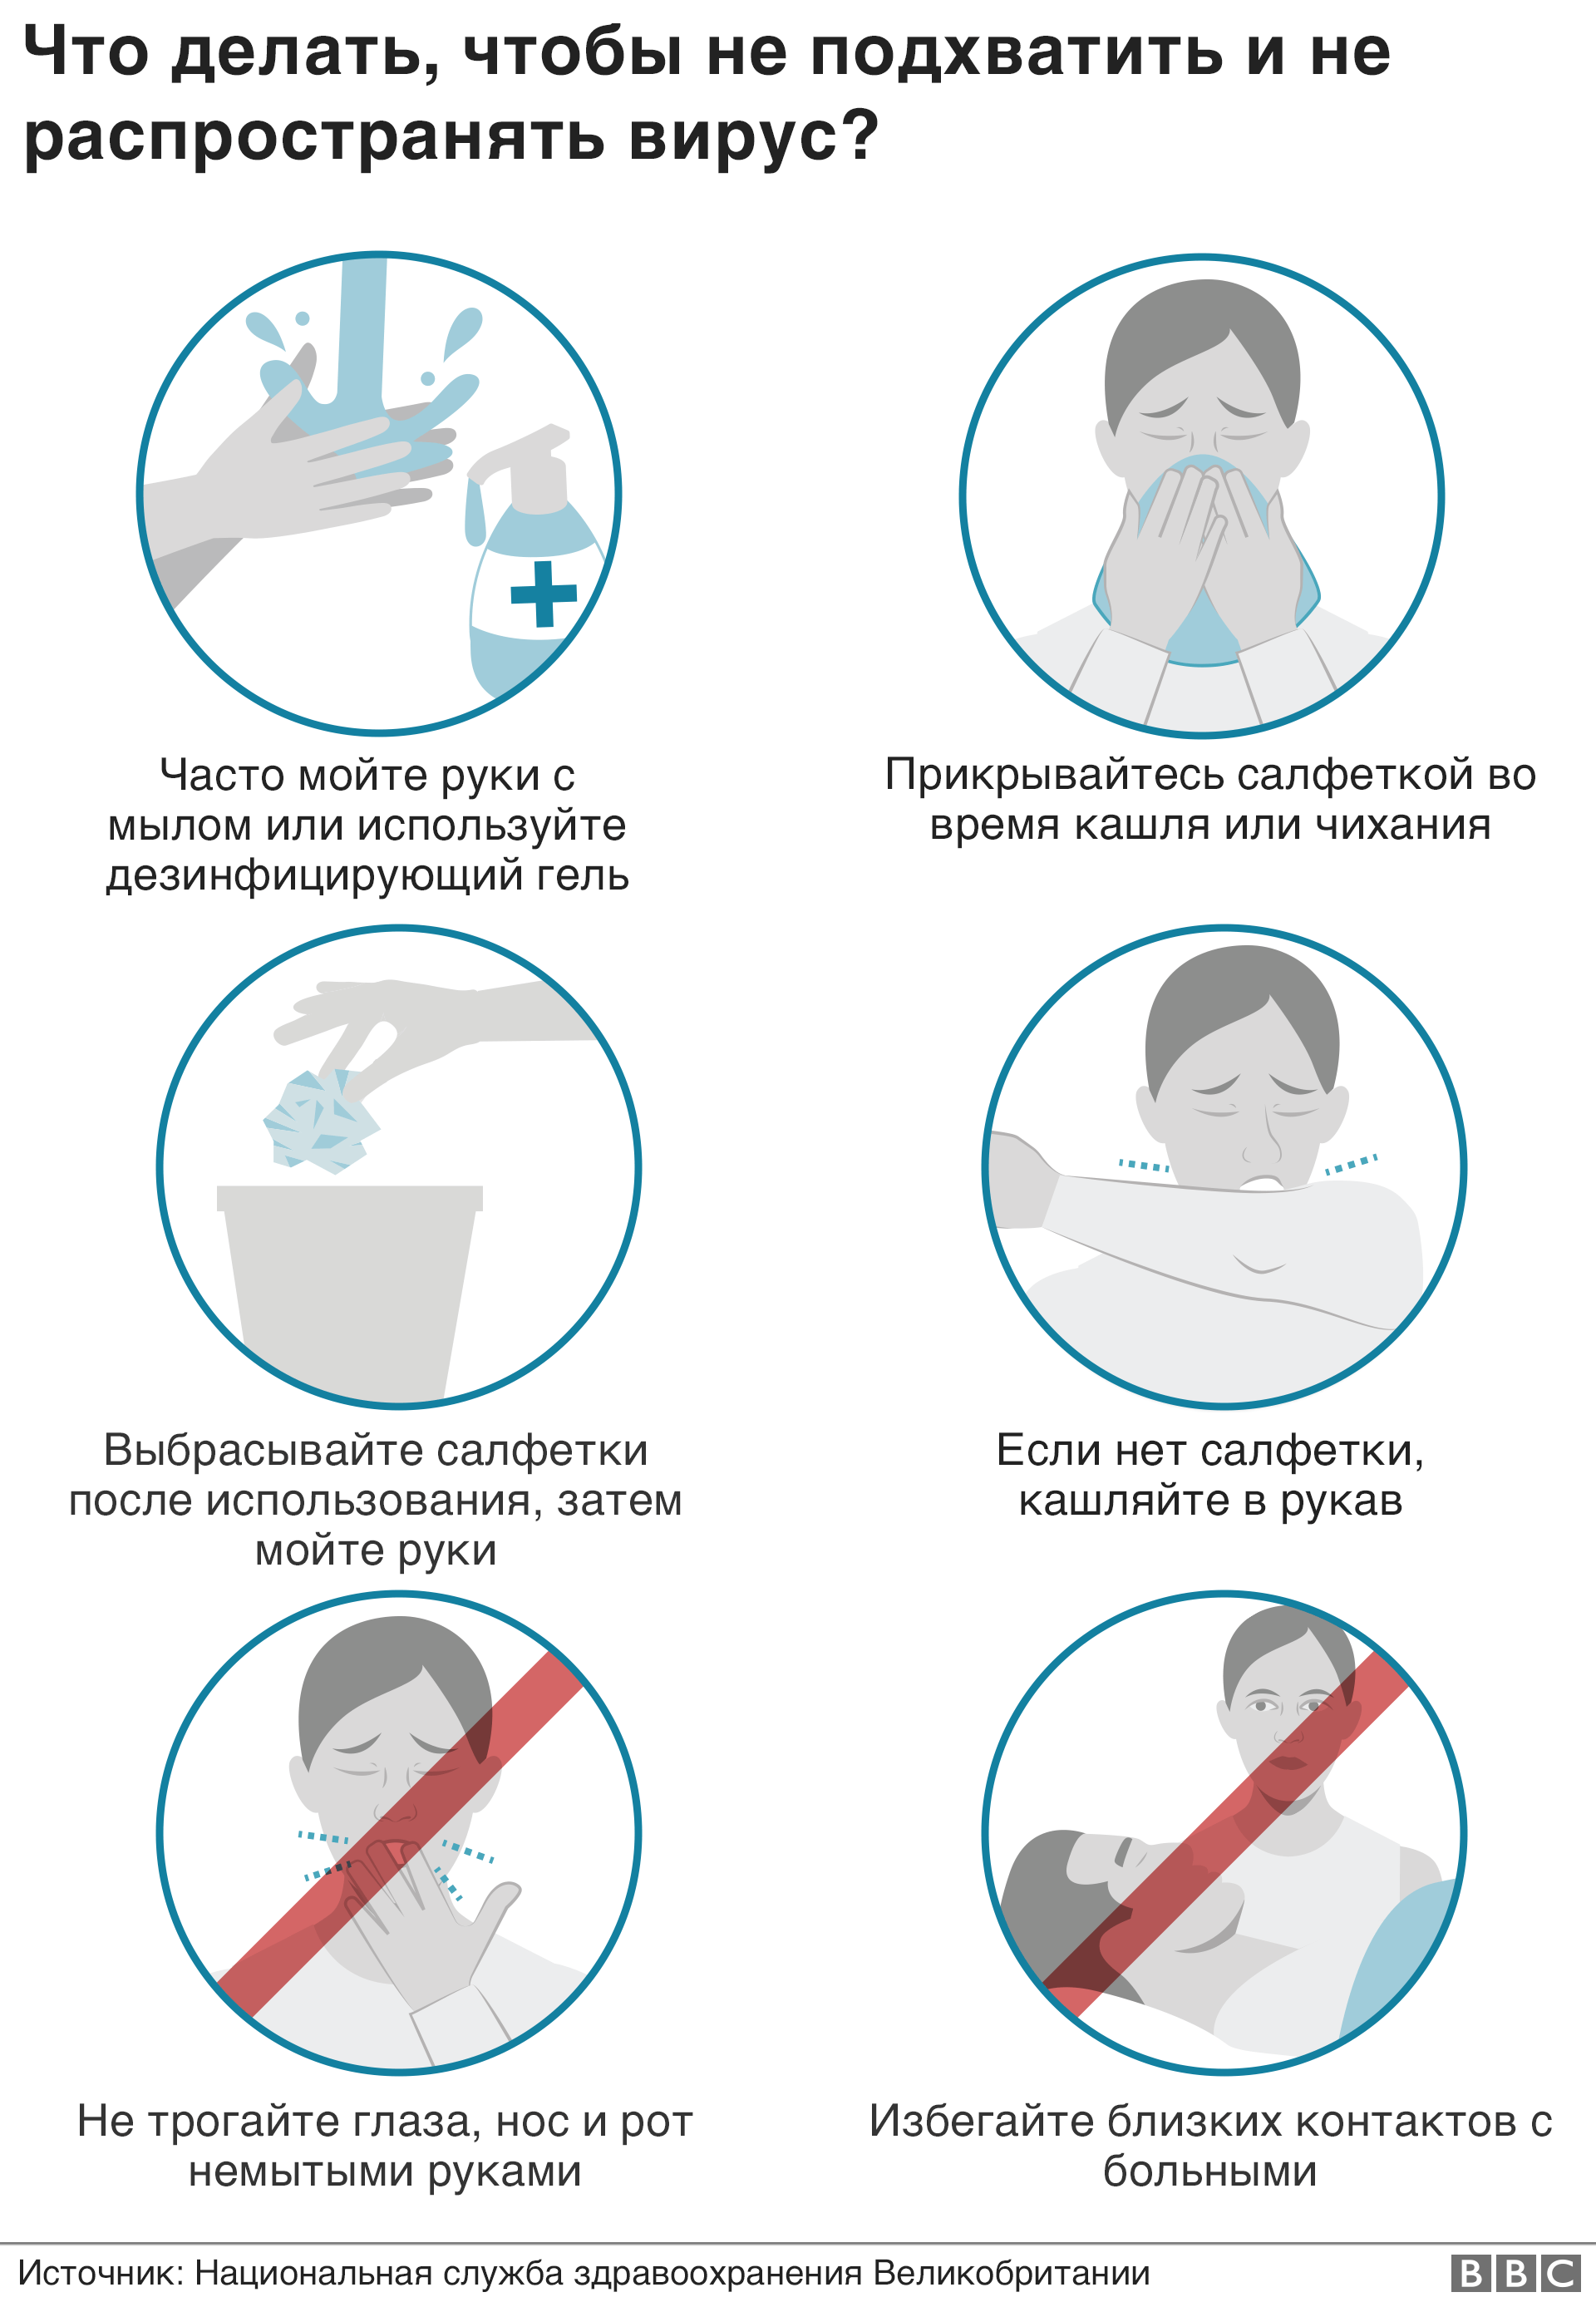 Что делать, чтобы не подхватить и не
распространять вирус?
Часто мойте руки с
мылом или используйте
дезинфицирующий гель
Прикрывайтесь салфеткой во
время кашля или чихания
Выбрасывайте салфетки
после использования, затем
мойте руки
Если нет салфетки,
кашляйте в рукав
Не трогайте глаза, нос и рот
немытыми руками
Избегайте близких контактов с
больными
Источник: Национальная служба здравоохранения Великобритании
BBC